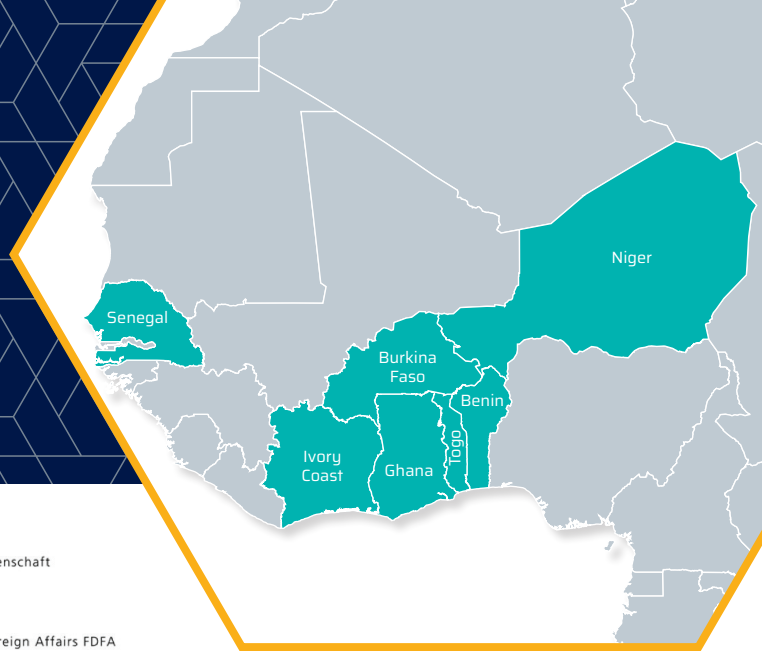 Niger
Senegal
Burkina
Faso
Benin
Togo
Ivory
Coast
Ghana
enschaft
reign Affairs FDFA